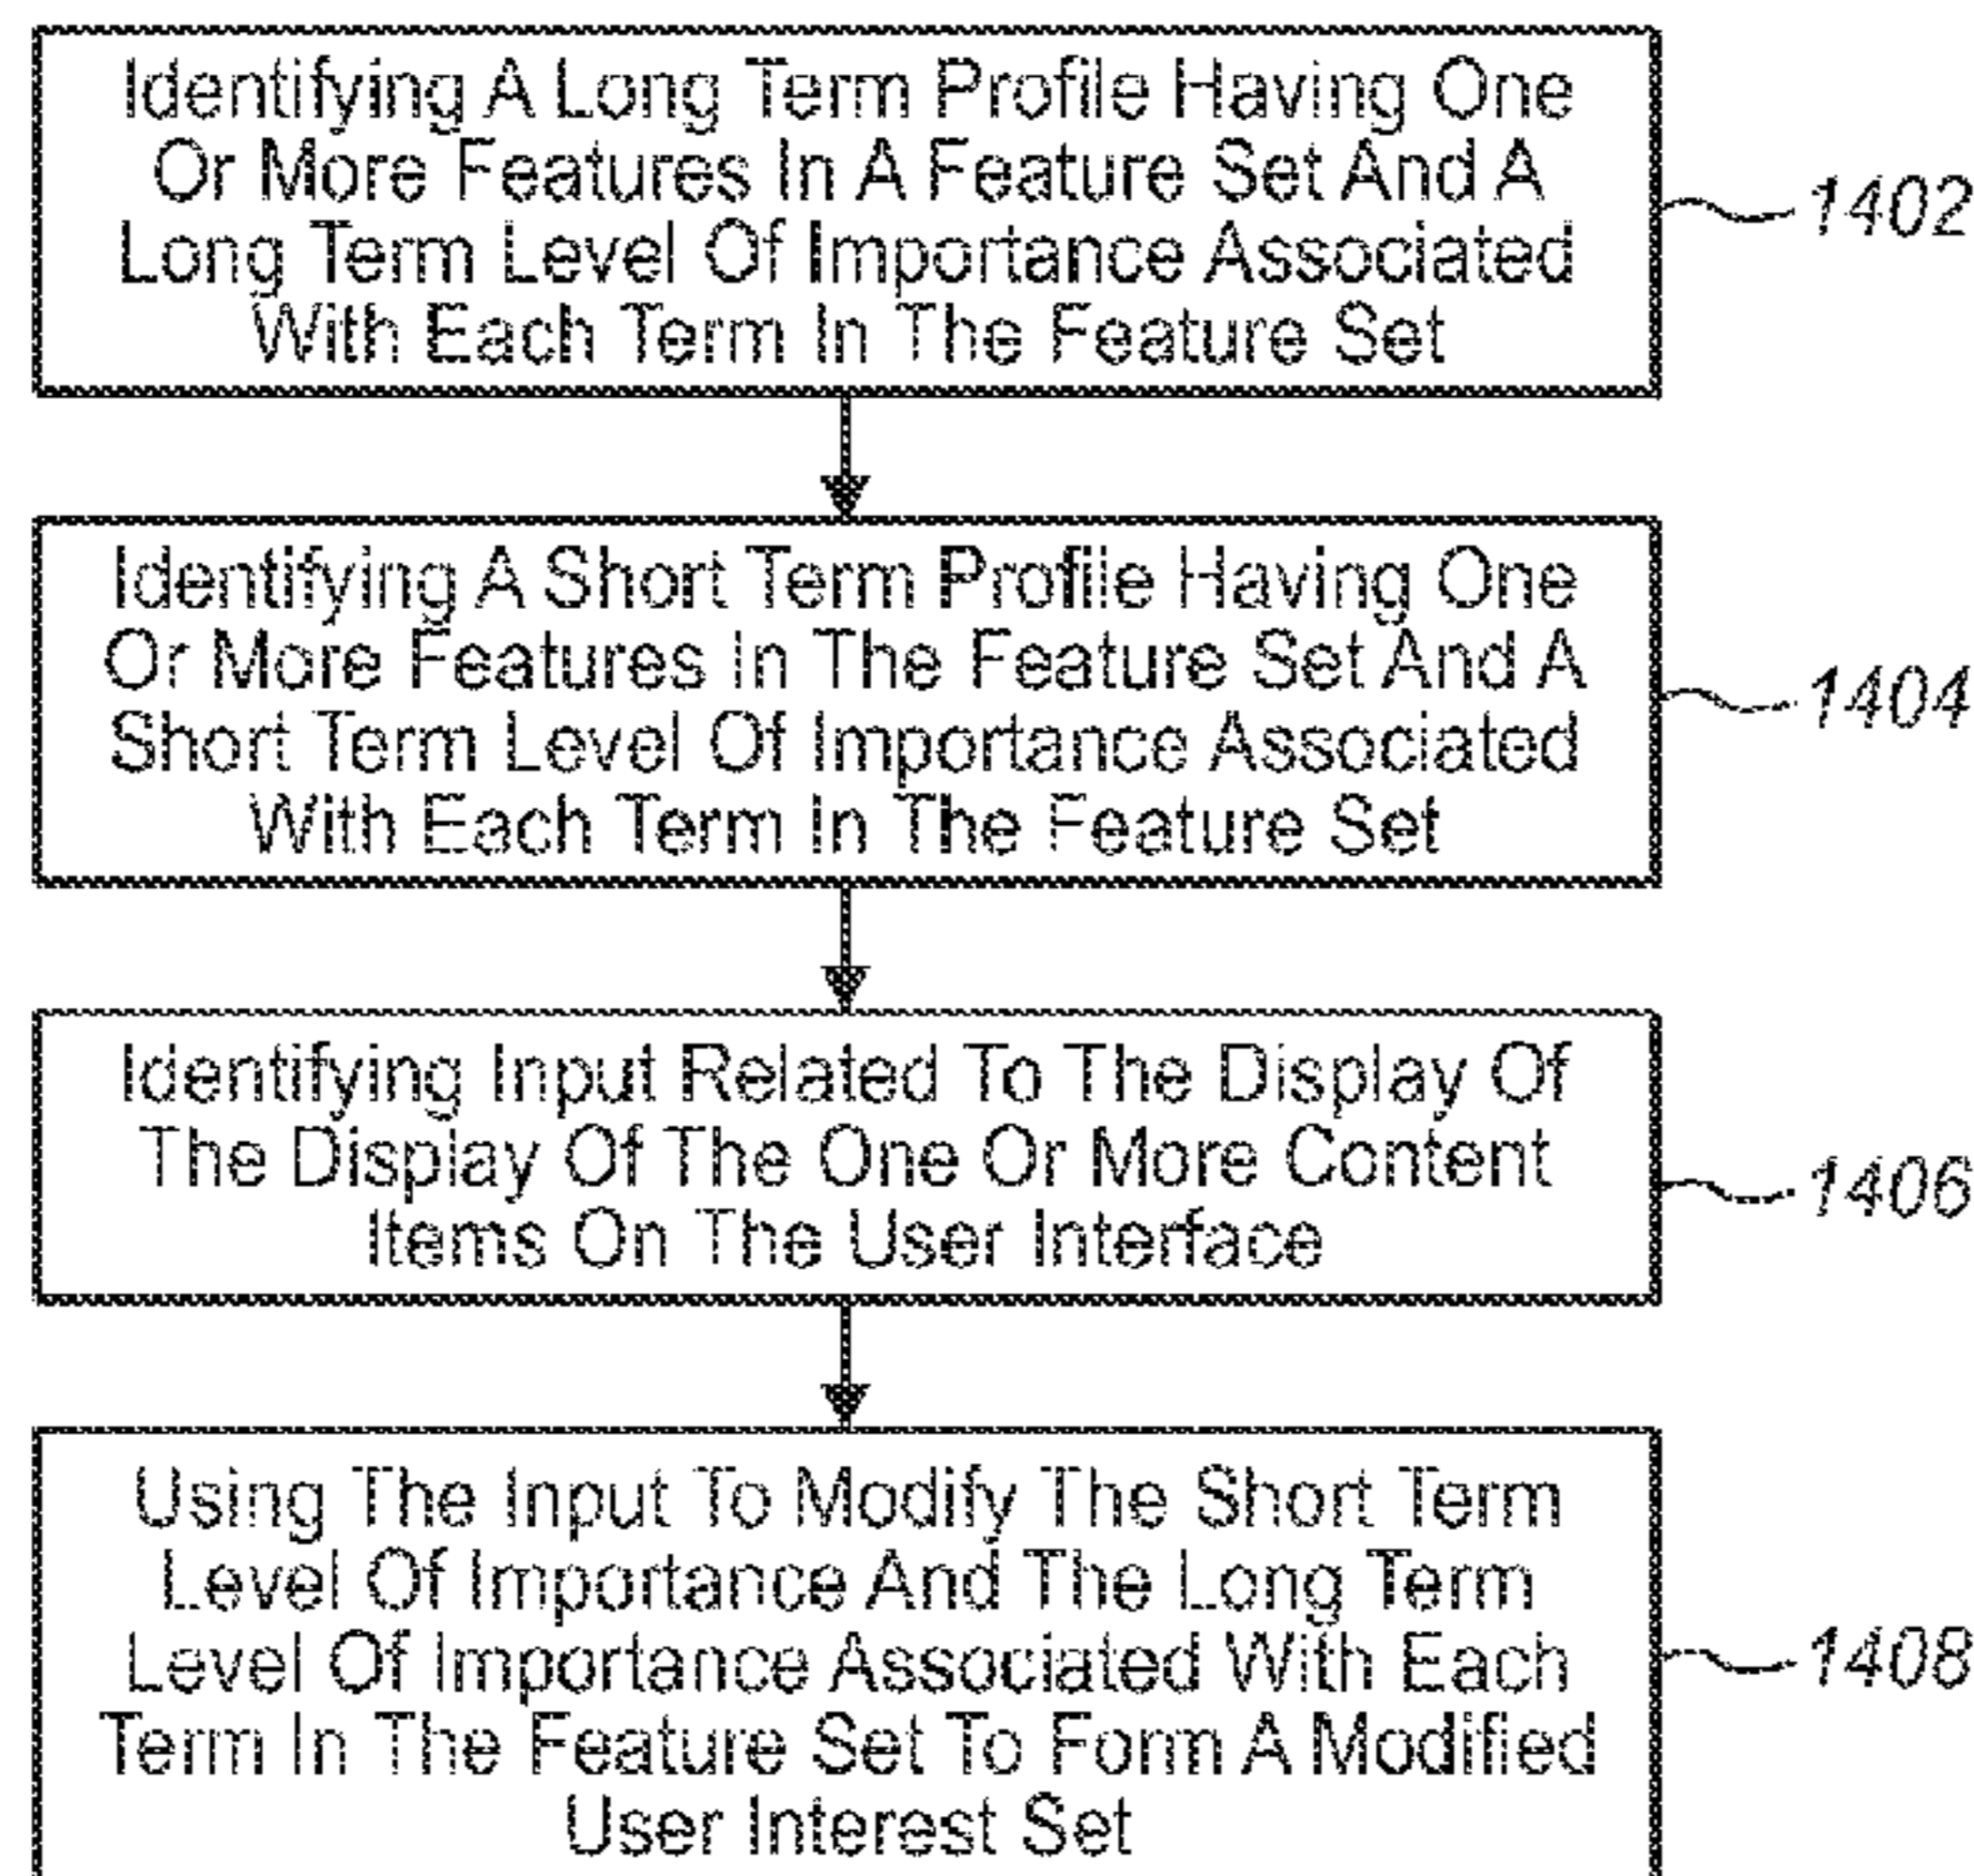 Identifying A Long Term Profile Having One
Or More Features In A Feature Set And A
Long Term Level Of Importance Associated
With Each Term In The Feature Set
1402
Identifying A Short Term Profile Having One
Or More Features In The Feature Set And A
Short Term Level Of Importance Associated
With Each Term In The Feature Set
1404
Identifying Input Related To The Display Of
The Display Of The One Or More Content
Items On The User Interface
1406
Using The Input To Modify The Short Term
Level Of Importance And The Long Term
Level Of Importance Associated With Each
Term In The Feature Set To Form A Modified
User Interest Set
1408